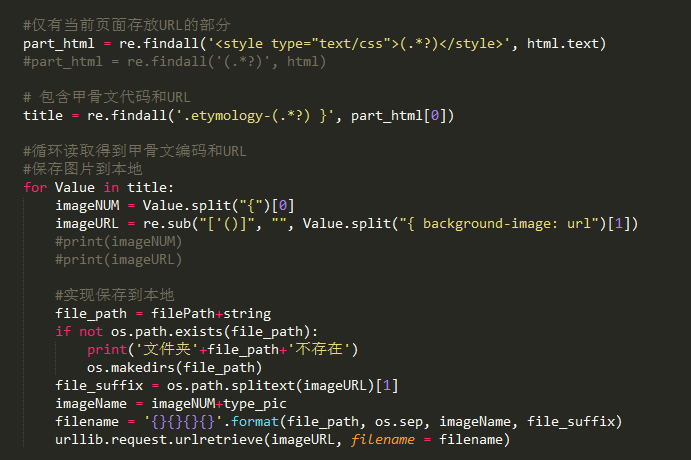 #仅有当前页面存放URL的部分
part_html = re.findall('<style type="text/css">(.*?)</style>', html.text)
#part_html = re.findall('(.*?)', html)
# 包含甲骨文代码和URL
title = re.findall('.etymology-(.*?) }', part_html[0])
#循环读取得到甲骨文编码和URL
#保存图片到本地
for Value in title:
    imageNUM = Value.split("{")[0]
    imageURL = re.sub("['()]", "", Value.split("{ background-image: url")[1])
    #print(imageNUM)
    #print(imageURL)
    #实现保存到本地
    file_path = filePath+string
    if not os.path.exists(file_path):
        print('文件夹'+file_path+'不存在')
        os.makedirs(file_path)
    file_suffix = os.path.splitext(imageURL)[1]
    imageName = imageNUM+type_pic
    filename = '{}{}{}{}'.format(file_path, os.sep, imageName, file_suffix)
    urllib.request.urlretrieve(imageURL, filename = filename)